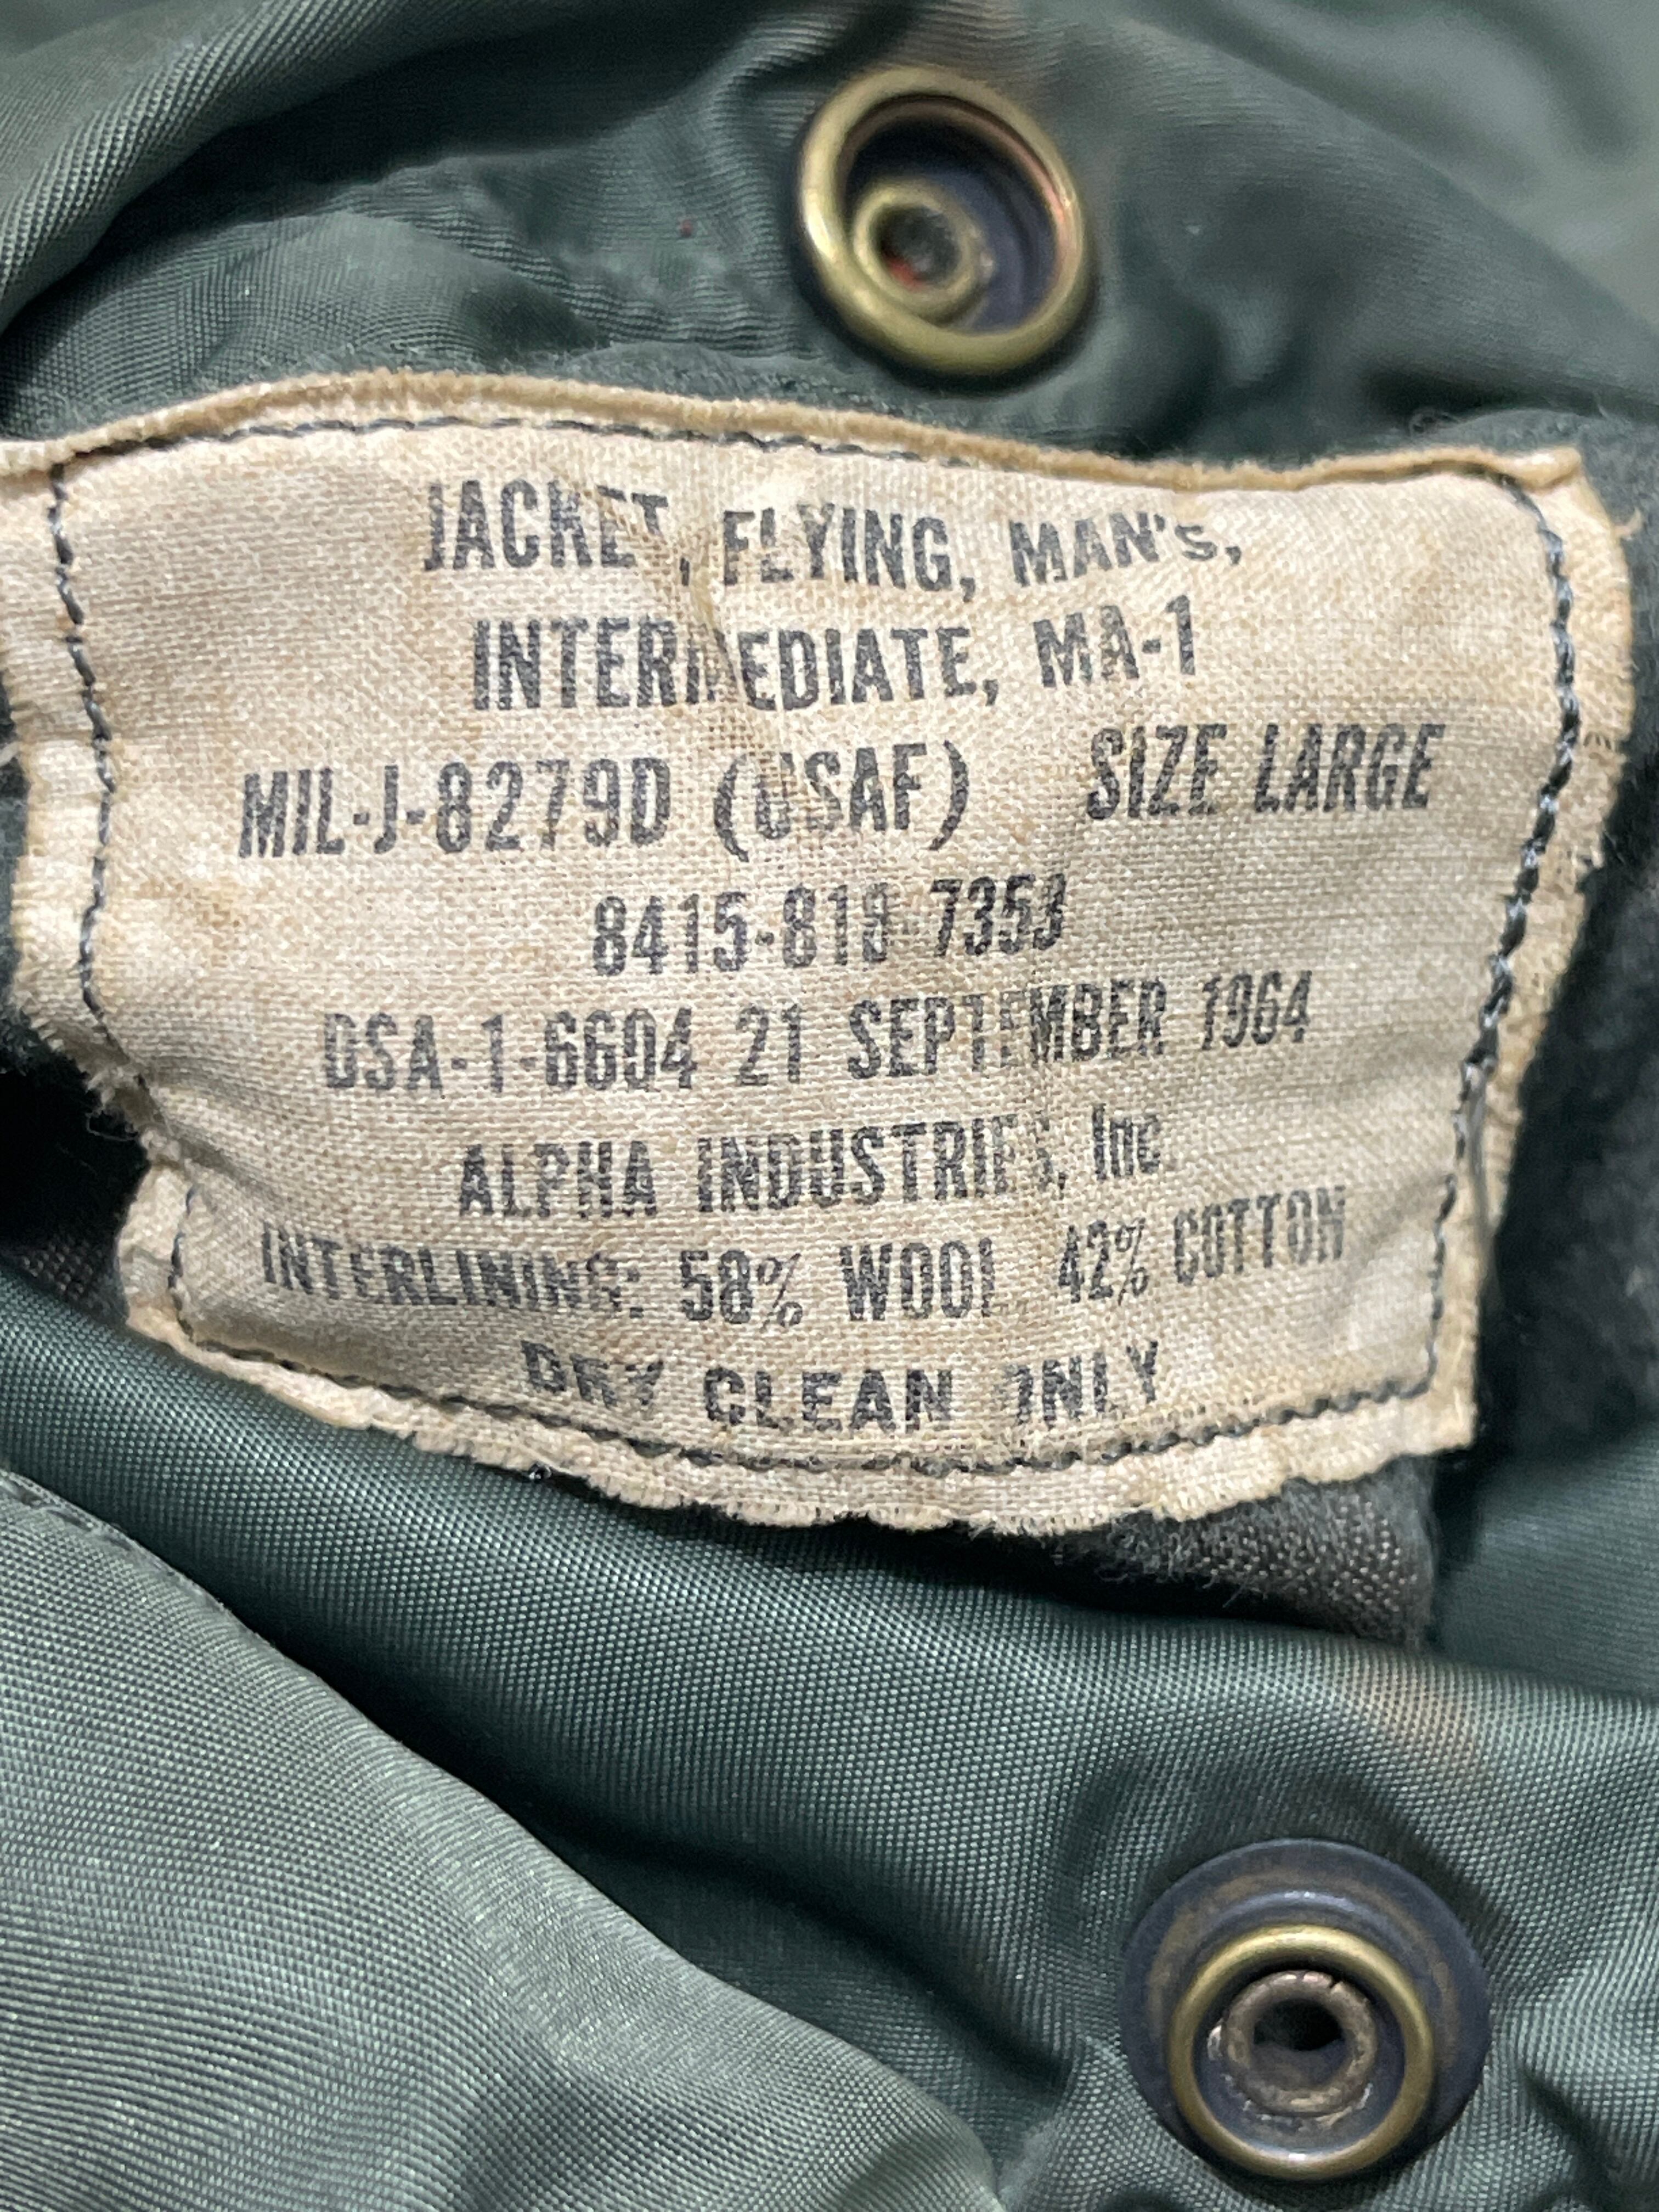 JACKET, FLYING, MAN's,
INTERMEDIATE, MA-1
MIL-J-8279D (USAF) SIZE LARGE
8415-818-7353
DSA-1-6604 21 SEPTEMBER 1964
ALPHA INDUSTRIES, Inc.
INTERLINING: 58% WOOL 42% COTTON
DRY CLEAN ONLY